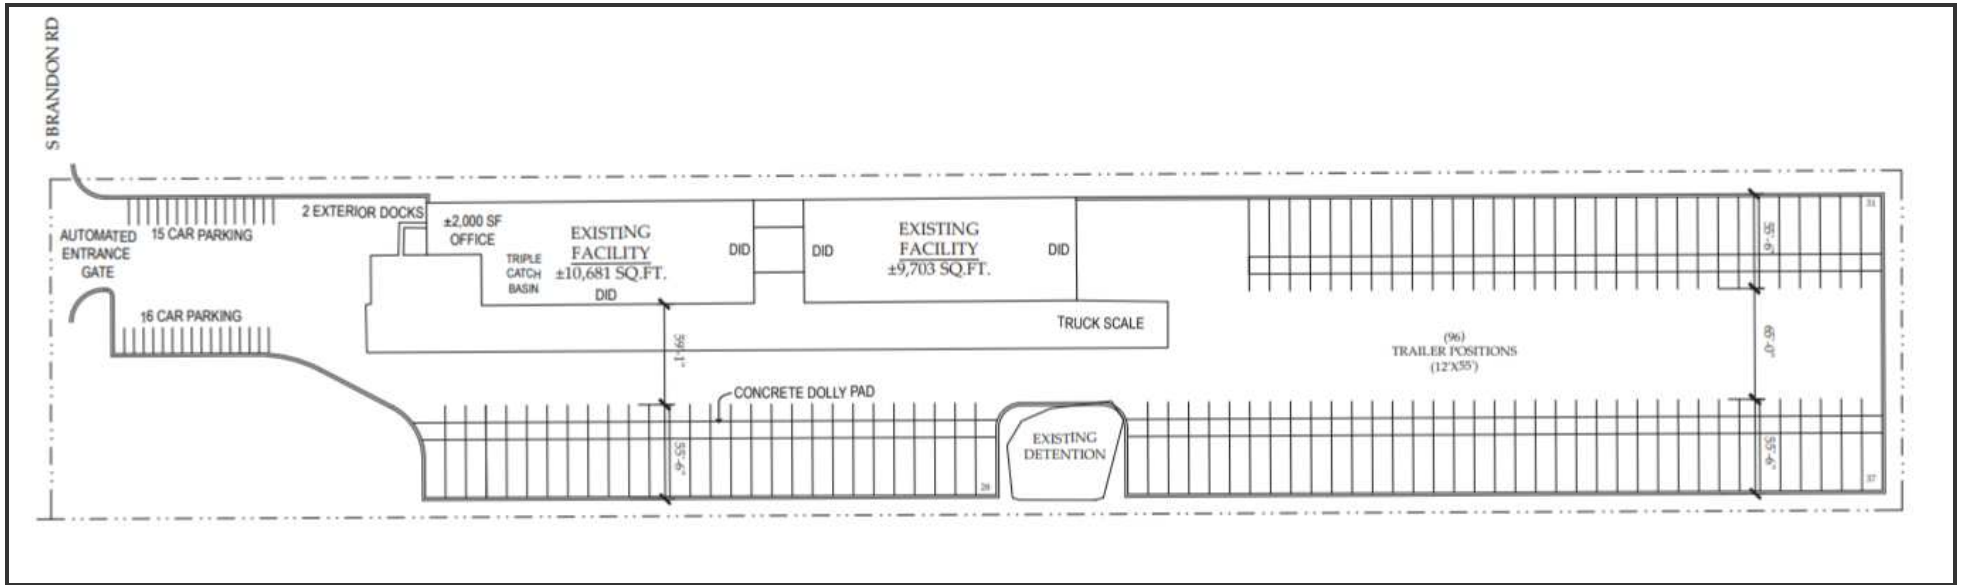 S BRANDON RD
AUTOMATED
ENTRANCE
GATE
15 CAR PARKING
16 CAR PARKING
2 EXTERIOR DOCKS
±2,000 SF
OFFICE
TRIPLE
CATCH
BASIN
EXISTING
FACILITY
±10,681 SQ.FT.
DID
DID
DID
EXISTING
FACILITY
±9,703 SQ.FT.
DID
TRUCK SCALE
59'-1"
CONCRETE DOLLY PAD
55'-6"
28
EXISTING
DETENTION
(96)
TRAILER POSITIONS
(12'X55')
31
55'-6"
65'-0"
55'-6"
37